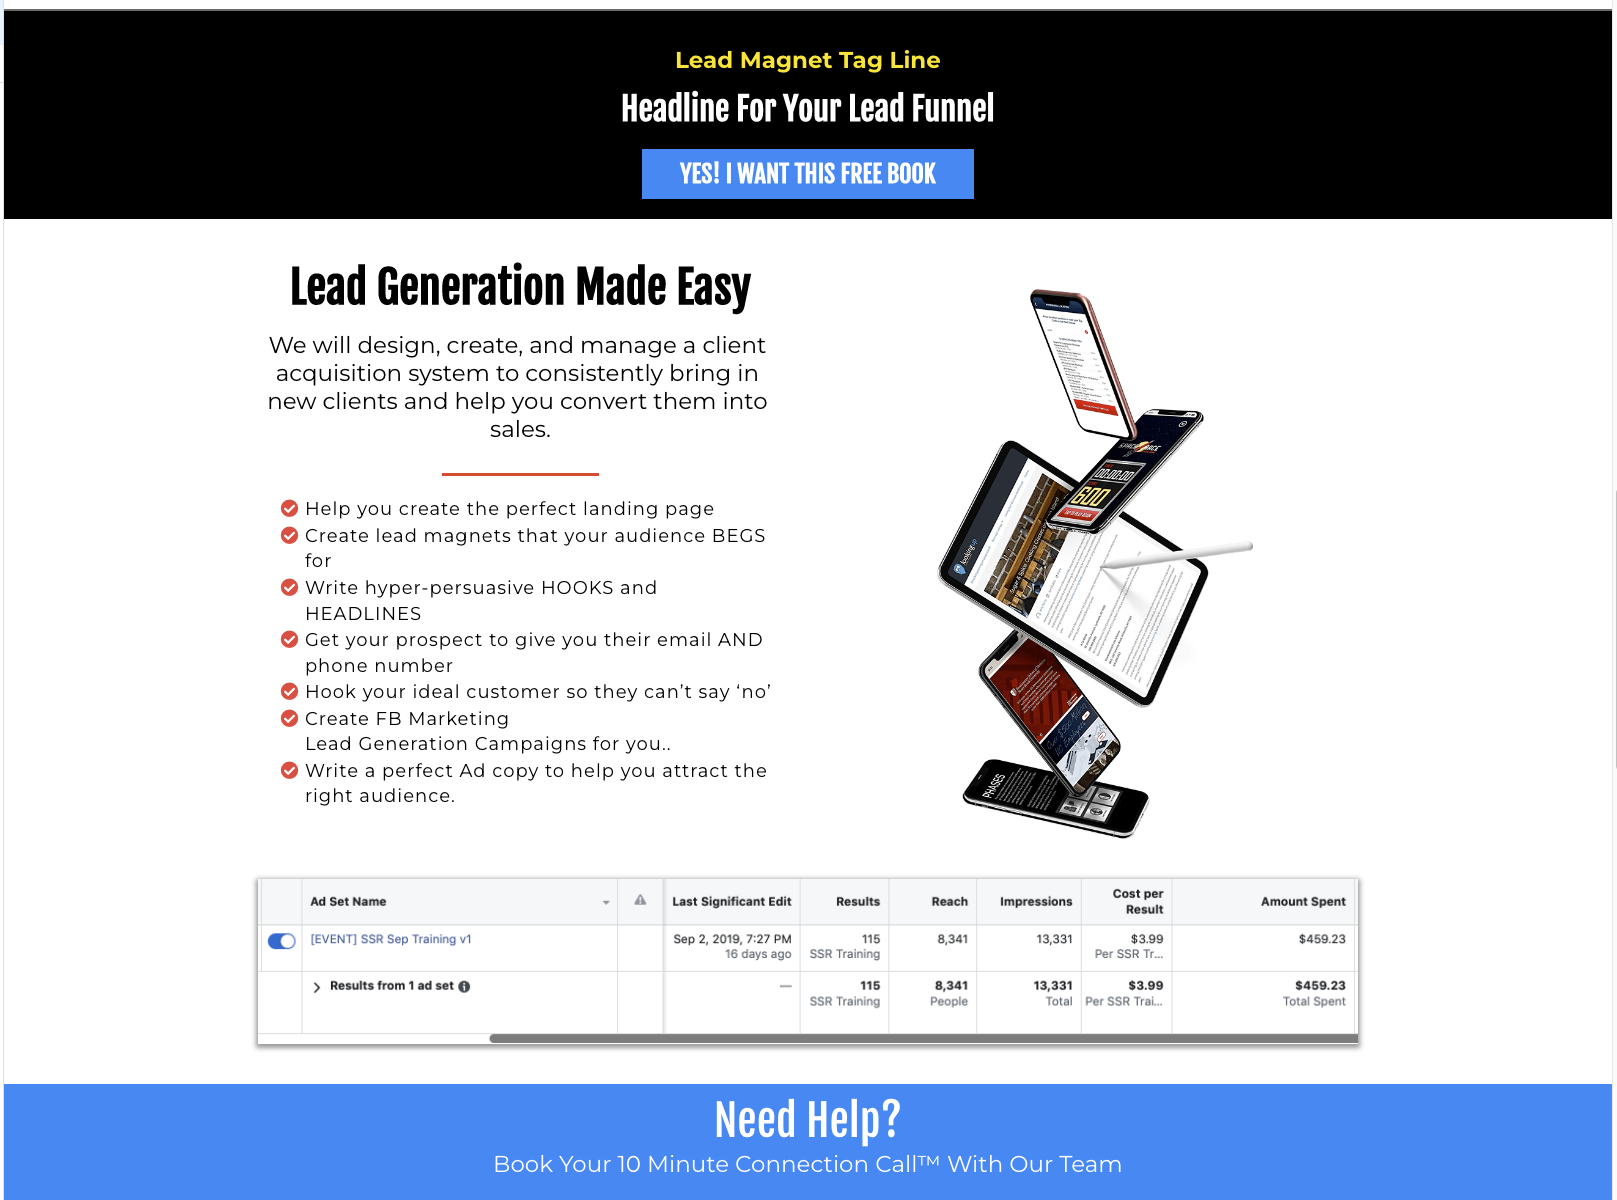 Lead Magnet Tag Line
Headline For Your Lead Funnel
YES! I WANT THIS FREE BOOK
Lead Generation Made Easy
We will design, create, and manage a client
acquisition system to consistently bring in
new clients and help you convert them into
sales.
Help you create the perfect landing page
Create lead magnets that your audience BEGS
for
Write hyper-persuasive HOOKS and
HEADLINES
Get your prospect to give you their email AND
phone number
Hook your ideal customer so they can’t say ‘no’
Create FB Marketing
Lead Generation Campaigns for you..
Write a perfect Ad copy to help you attract the
right audience.
00:00:00
600
PHASES
Ad Set Name Last Significant Edit Results Reach Impressions Cost per Result Amount Spent
[EVENT] SSR Sep Training v1 Sep 2, 2019, 7:27 PM 115 8,341 13,331 $3.99 $459.23
16 days ago SSR Training Per SSR Tr...
Results from 1 ad set — 115 8,341 13,331 $3.99 $459.23
SSR Training People Total Per SSR Trai... Total Spent
Need Help?
Book Your 10 Minute Connection Call™ With Our Team